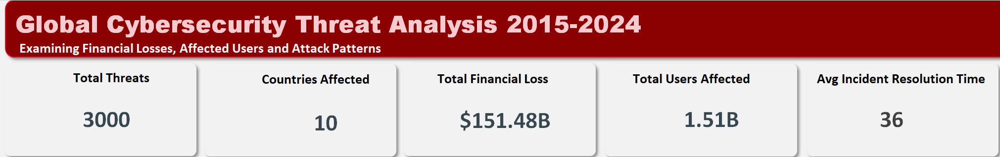 Global Cybersecurity Threat Analysis 2015-2024
Examining Financial Losses, Affected Users and Attack Patterns
Total Threats
3000
Countries Affected
10
Total Financial Loss
$151.48B
Total Users Affected
1.51B
Avg Incident Resolution Time
36